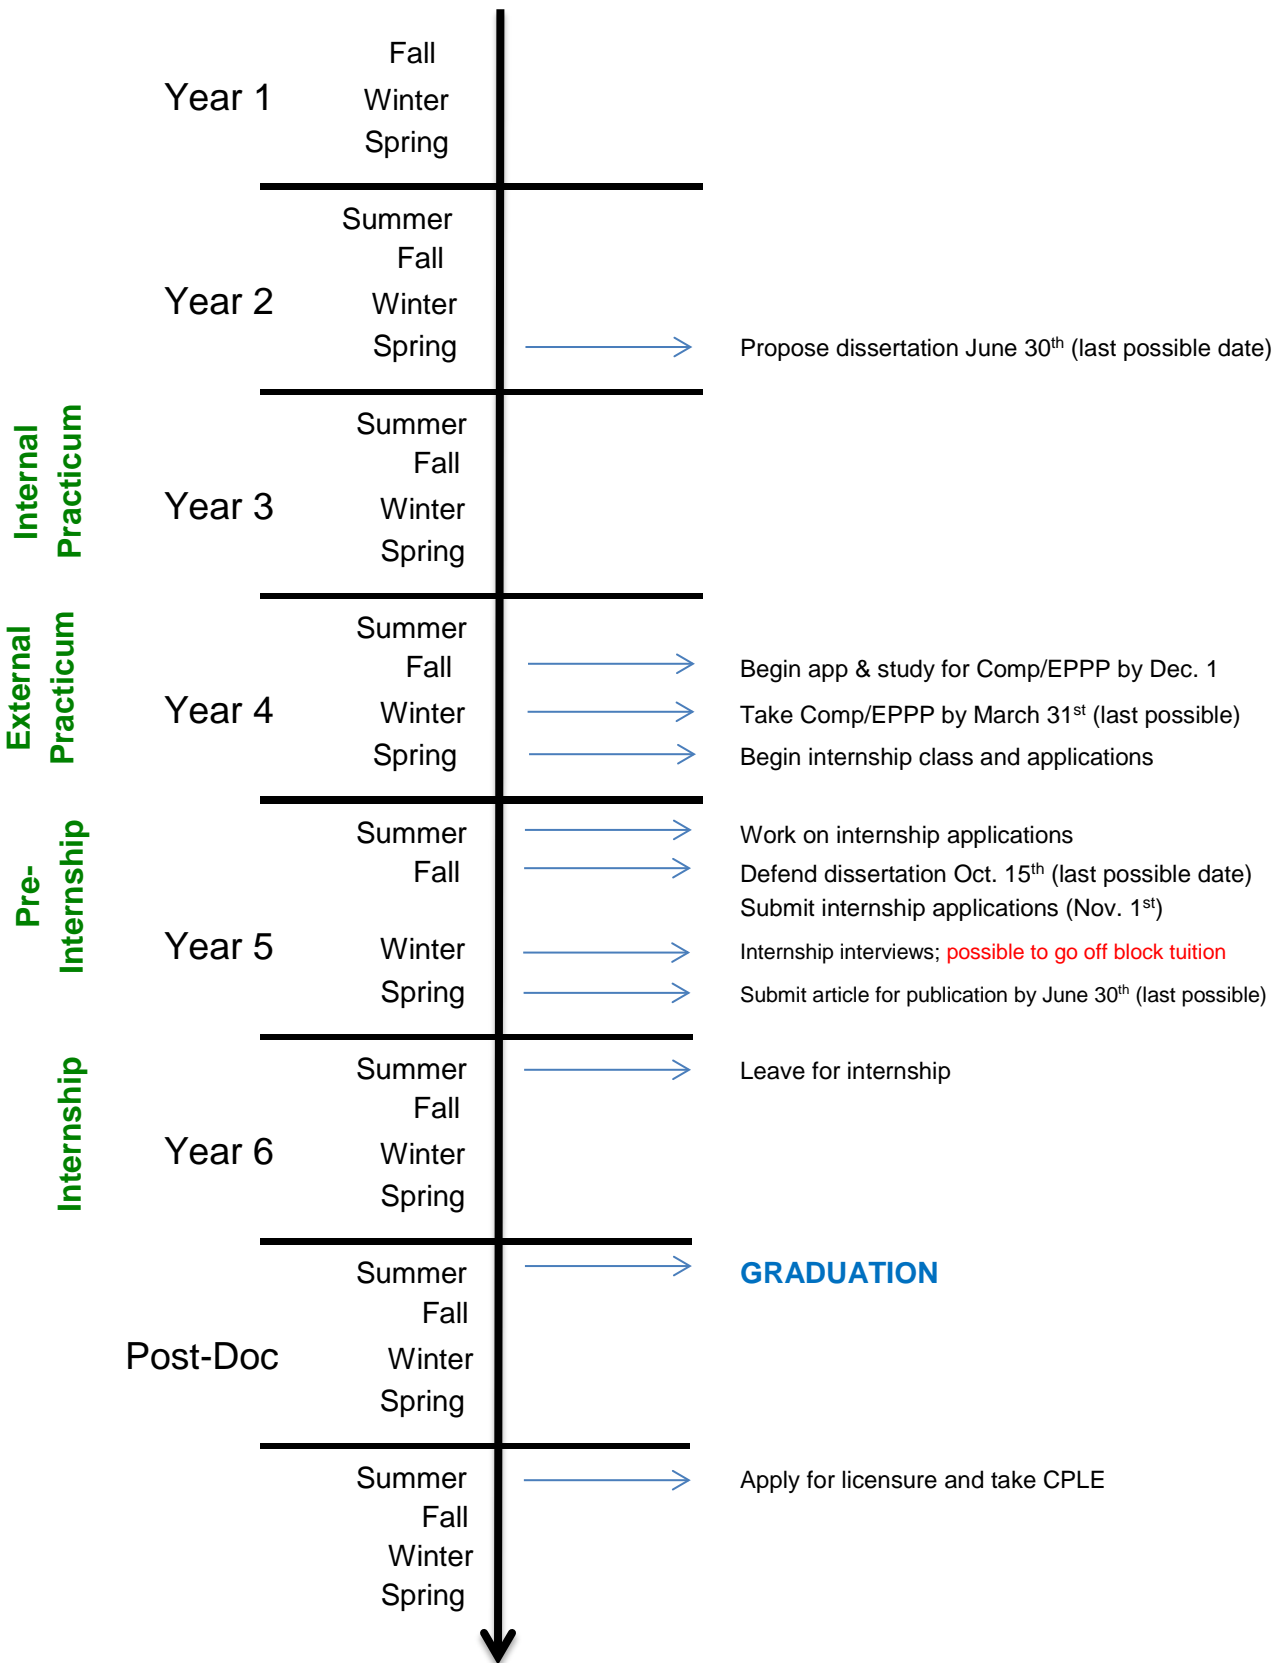 Fall
Year 1
Winter
Spring
Summer
Fall
Year 2
Winter
Spring
Propose dissertation June 30th (last possible date)
Internal
Practicum
Summer
Fall
Year 3
Winter
Spring
External
Practicum
Summer
Fall
Begin app & study for Comp/EPPP by Dec. 1
Year 4
Winter
Take Comp/EPPP by March 31st (last possible)
Spring
Begin internship class and applications
Pre-
Internship
Summer
Work on internship applications
Fall
Defend dissertation Oct. 15th (last possible date)
Submit internship applications (Nov. 1st)
Year 5
Winter
Internship interviews; possible to go off block tuition
Spring
Submit article for publication by June 30th (last possible)
Internship
Summer
Leave for internship
Fall
Year 6
Winter
Spring
Summer
GRADUATION
Fall
Post-Doc
Winter
Spring
Summer
Apply for licensure and take CPLE
Fall
Winter
Spring